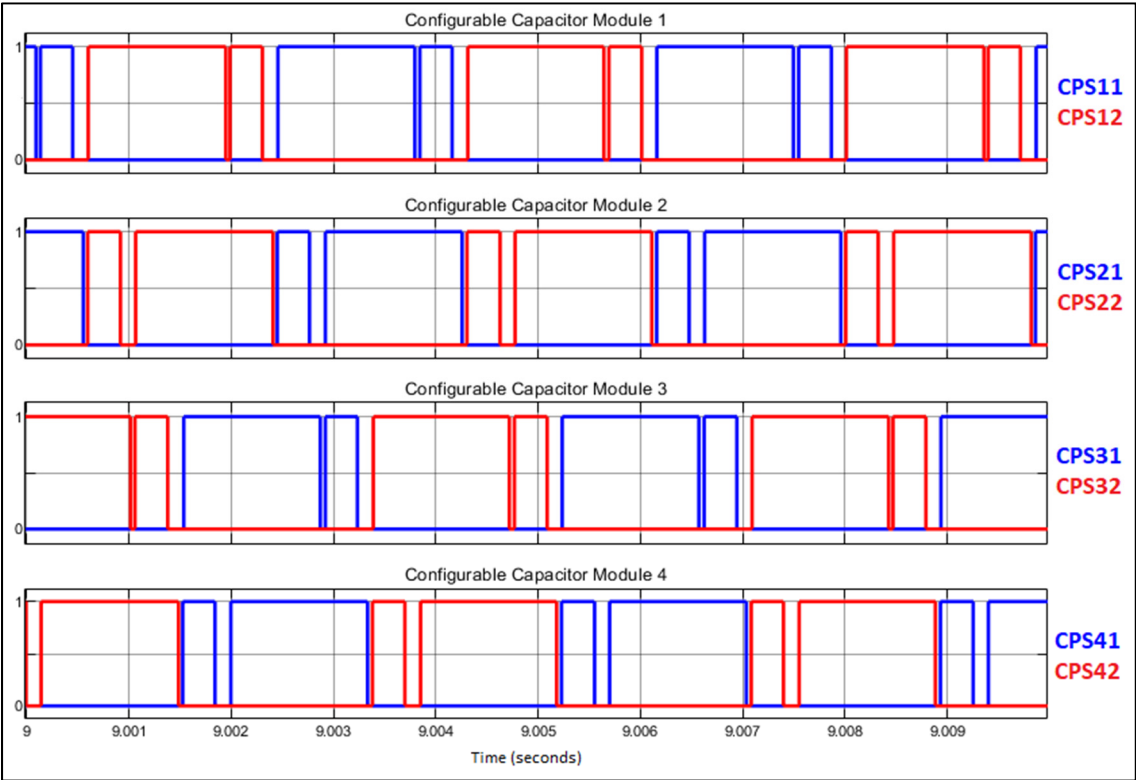 Configurable Capacitor Module 1
1
0
CPS11
CPS12
Configurable Capacitor Module 2
1
0
CPS21
CPS22
Configurable Capacitor Module 3
1
0
CPS31
CPS32
Configurable Capacitor Module 4
1
0
CPS41
CPS42
9 9.001 9.002 9.003 9.004 9.005 9.006 9.007 9.008 9.009
Time (seconds)